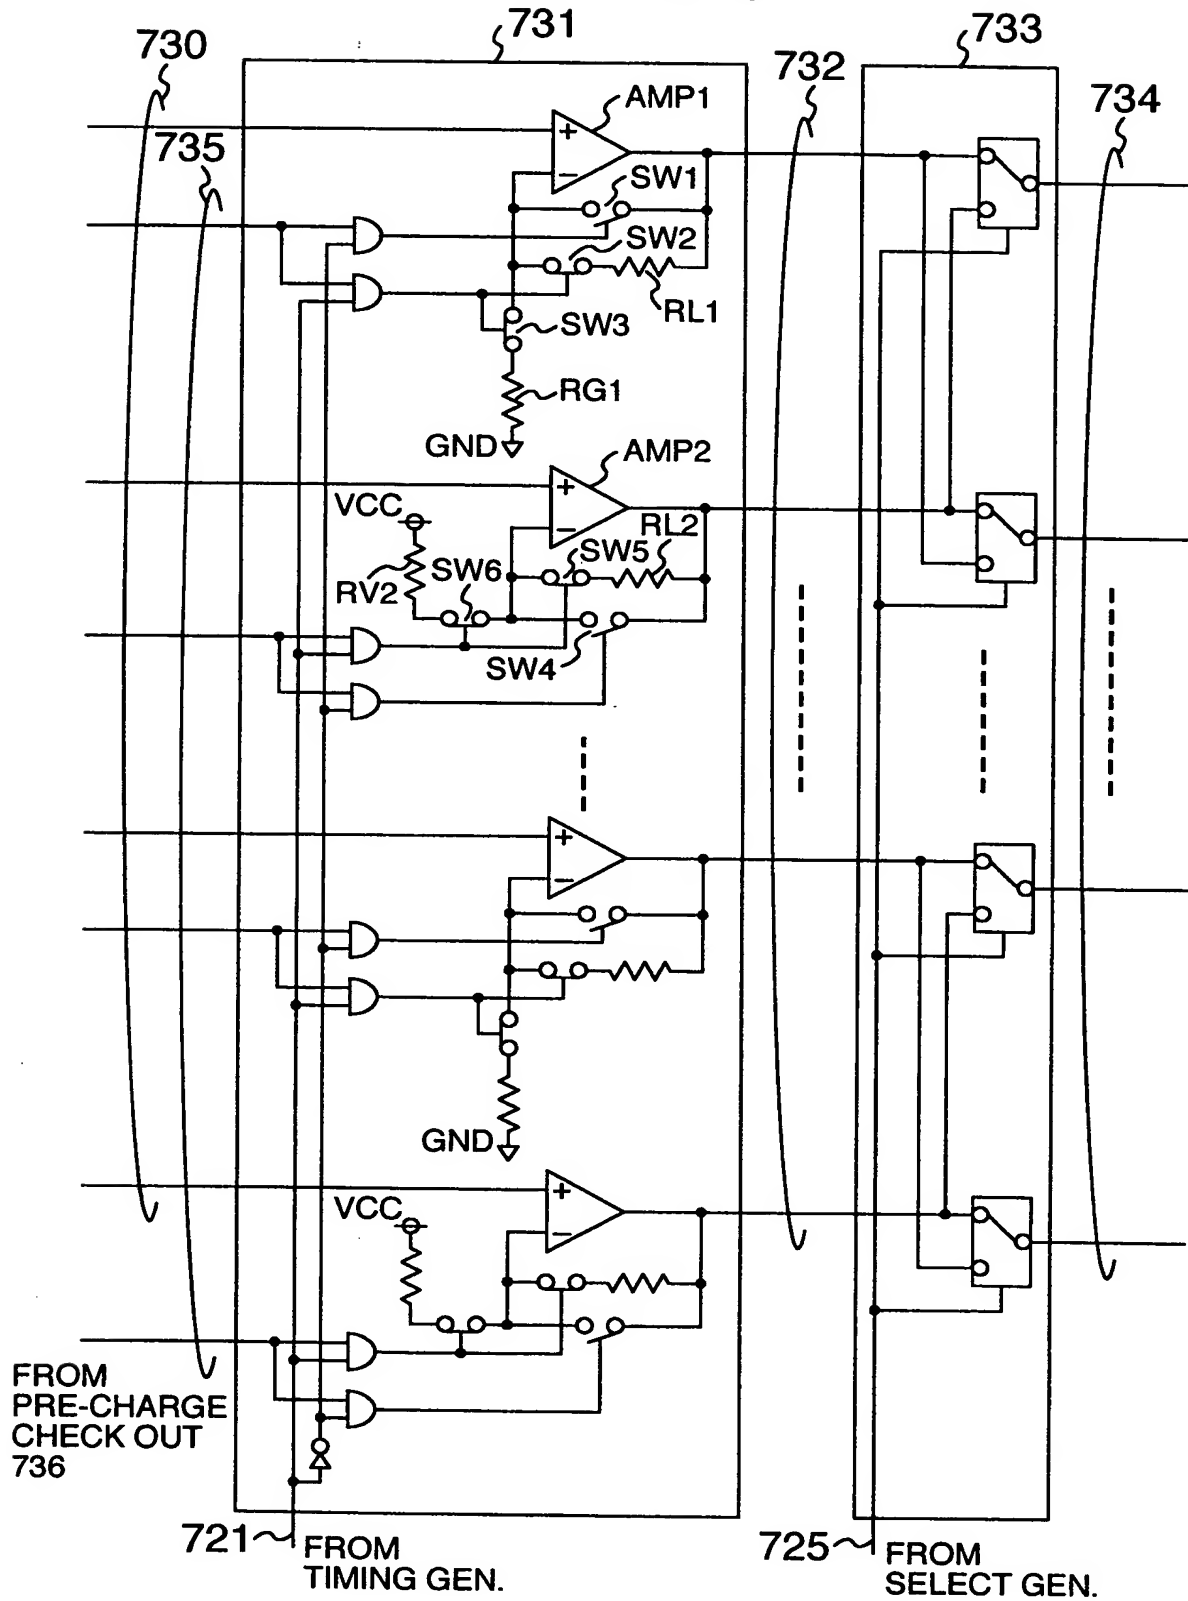 731
733
730
732
734
AMP1
735
+
−
SW1
SW2
RL1
SW3
RG1
GND
AMP2
+
VCC
−
RL2
SW5
SW6
RV2
SW4
+
−
GND
+
VCC
−
FROM
PRE-CHARGE
CHECK OUT
736
721
FROM
TIMING GEN.
725
FROM
SELECT GEN.